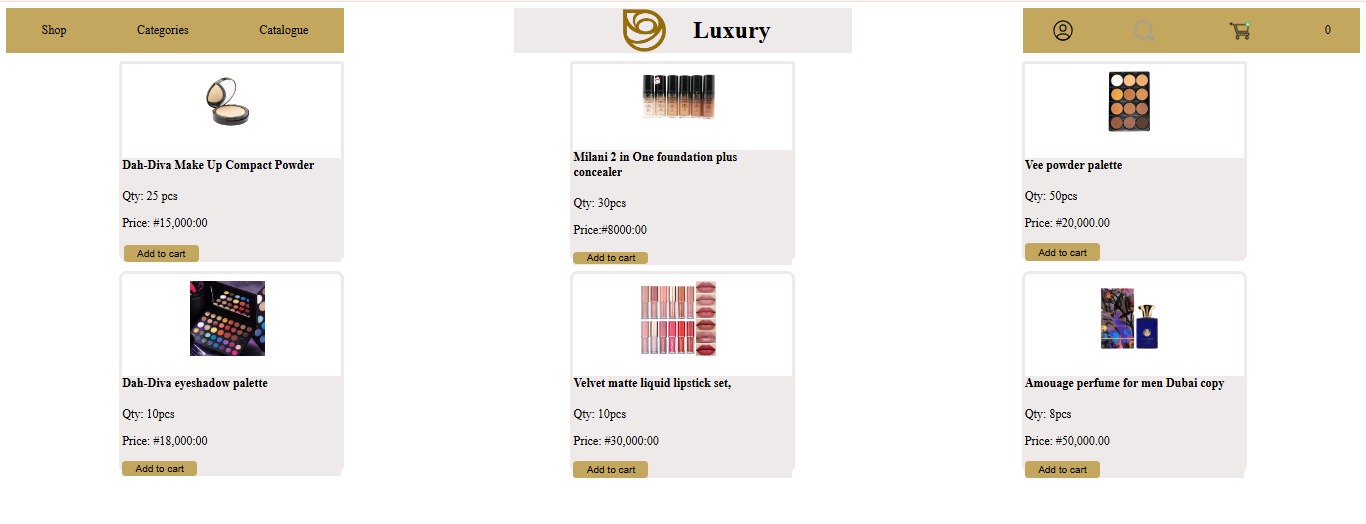 Shop Categories Catalogue
Luxury
0
Dah-Diva Make Up Compact Powder
Qty: 25 pcs
Price: #15,000:00
Add to cart
Milani 2 in One foundation plus
concealer
Qty: 30pcs
Price:#8000:00
Add to cart
Vee powder palette
Qty: 50pcs
Price: #20,000.00
Add to cart
Dah-Diva eyeshadow palette
Qty: 10pcs
Price: #18,000:00
Add to cart
Velvet matte liquid lipstick set,
Qty: 10pcs
Price: #30,000:00
Add to cart
Amouage perfume for men Dubai copy
Qty: 8pcs
Price: #50,000.00
Add to cart